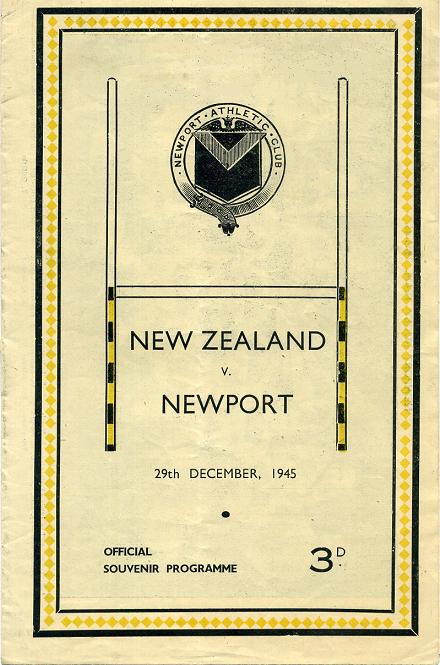 · NEWPORT · ATHLETIC · CLUB ·
NEW ZEALAND
v.
NEWPORT
29th DECEMBER, 1945
•
OFFICIAL
SOUVENIR PROGRAMME
3D.